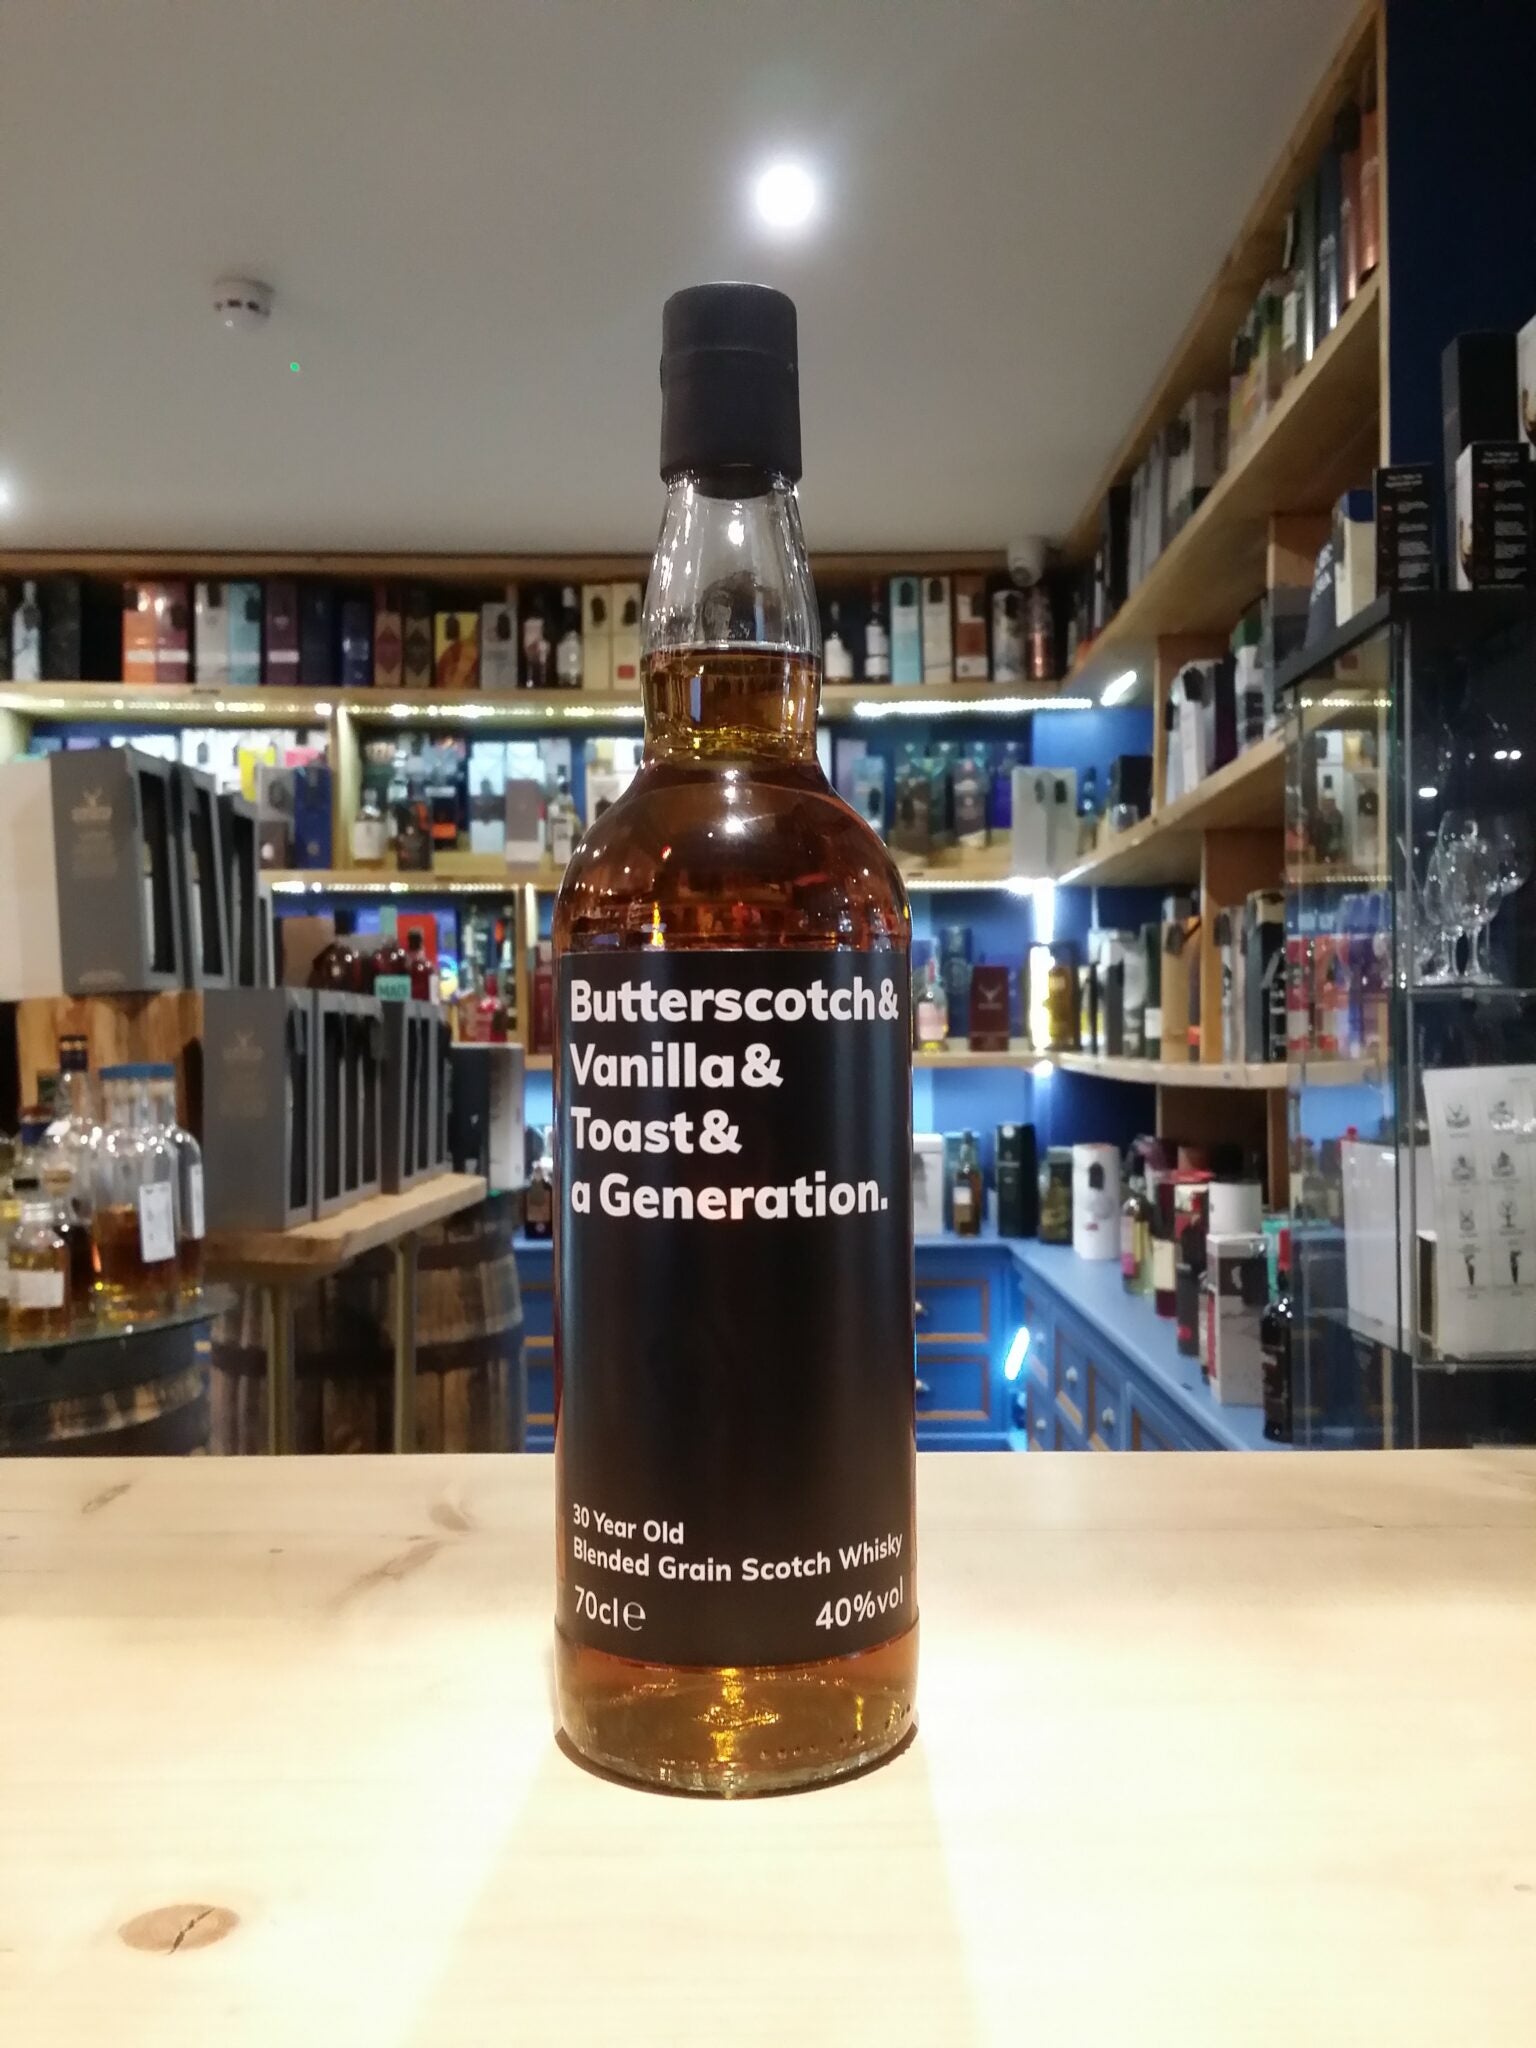 Butterscotch&
Vanilla&
Toast&
a Generation.
30 Year Old
Blended Grain Scotch Whisky
70cl℮ 40%vol